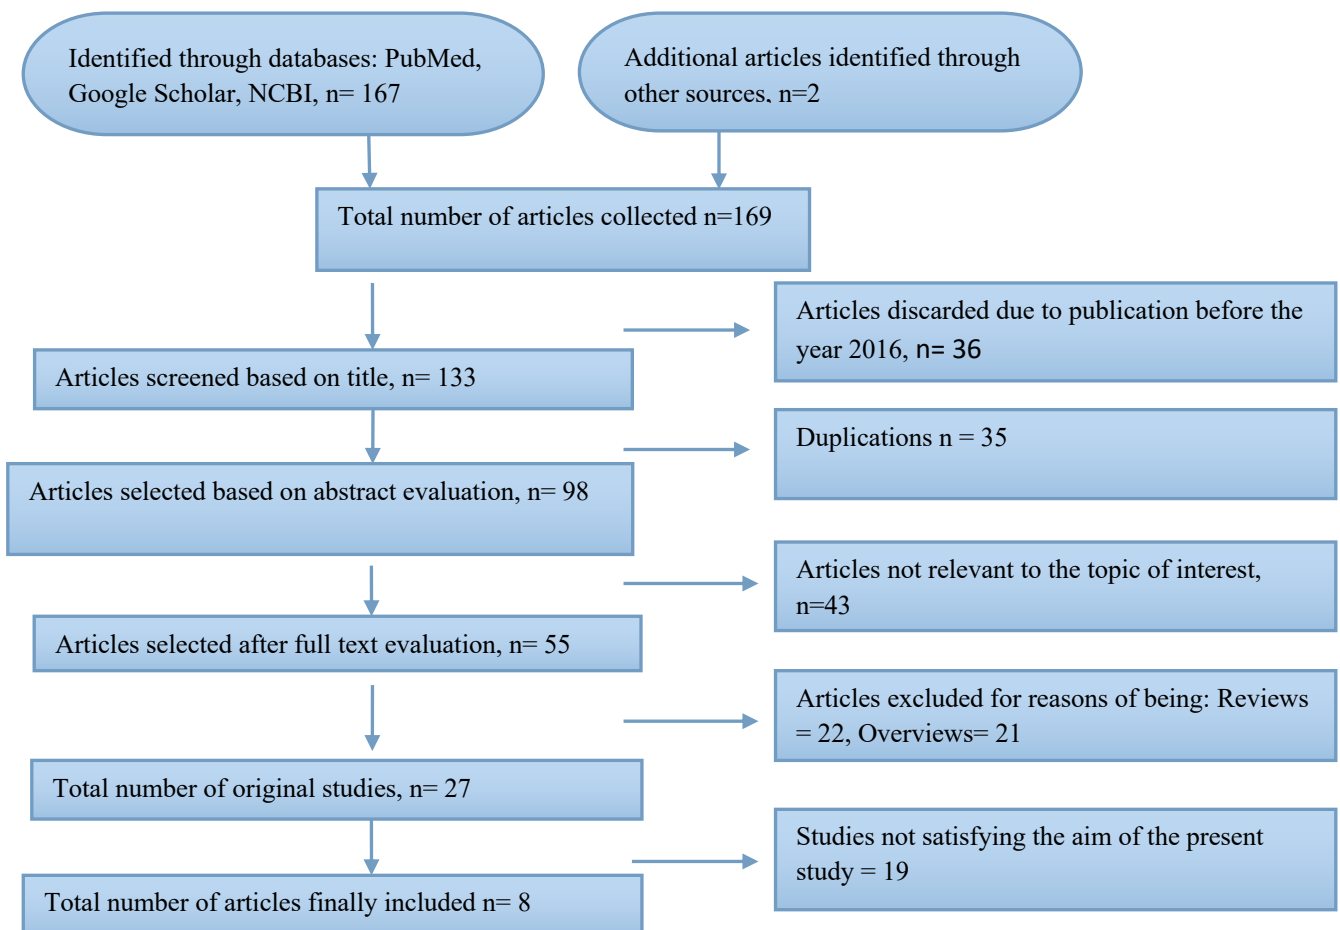 Identified through databases: PubMed,
Google Scholar, NCBI, n= 167
Additional articles identified through
other sources, n=2
Total number of articles collected n=169
Articles discarded due to publication before the
year 2016, n= 36
Articles screened based on title, n= 133
Duplications n = 35
Articles selected based on abstract evaluation, n= 98
Articles not relevant to the topic of interest,
n=43
Articles selected after full text evaluation, n= 55
Articles excluded for reasons of being: Reviews
= 22, Overviews= 21
Total number of original studies, n= 27
Studies not satisfying the aim of the present
study = 19
Total number of articles finally included n= 8